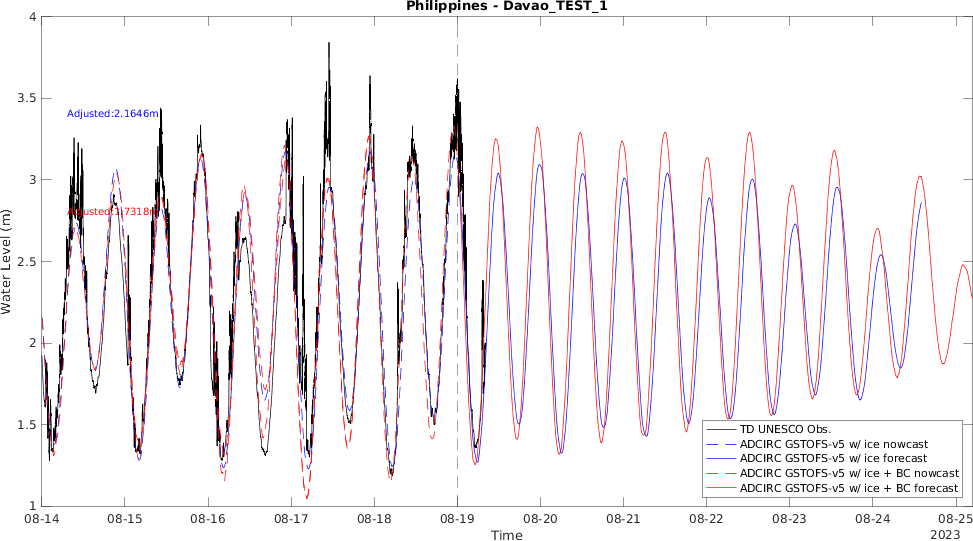 Philippines - Davao_TEST_1
Water Level (m)
4
3.5
3
2.5
2
1.5
1
Adjusted:2.1646m
Adjusted:1.7318m
TD UNESCO Obs.
ADCIRC GSTOFS-v5 w/ ice nowcast
ADCIRC GSTOFS-v5 w/ ice forecast
ADCIRC GSTOFS-v5 w/ ice + BC nowcast
ADCIRC GSTOFS-v5 w/ ice + BC forecast
08-14 08-15 08-16 08-17 08-18 08-19 08-20 08-21 08-22 08-23 08-24 08-25
Time
2023